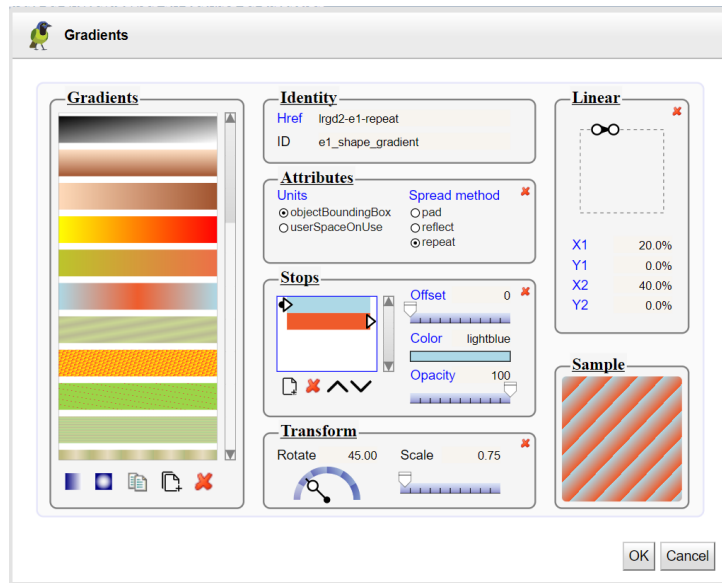 Gradients
Gradients
Identity
Href lrgd2-e1-repeat
ID e1_shape_gradient
Attributes
Units Spread method
objectBoundingBox pad
userSpaceOnUse reflect
repeat
Stops
Offset 0
Color lightblue
Opacity 100
Transform
Rotate 45.00 Scale 0.75
Linear
X1 20.0%
Y1 0.0%
X2 40.0%
Y2 0.0%
Sample
OK Cancel